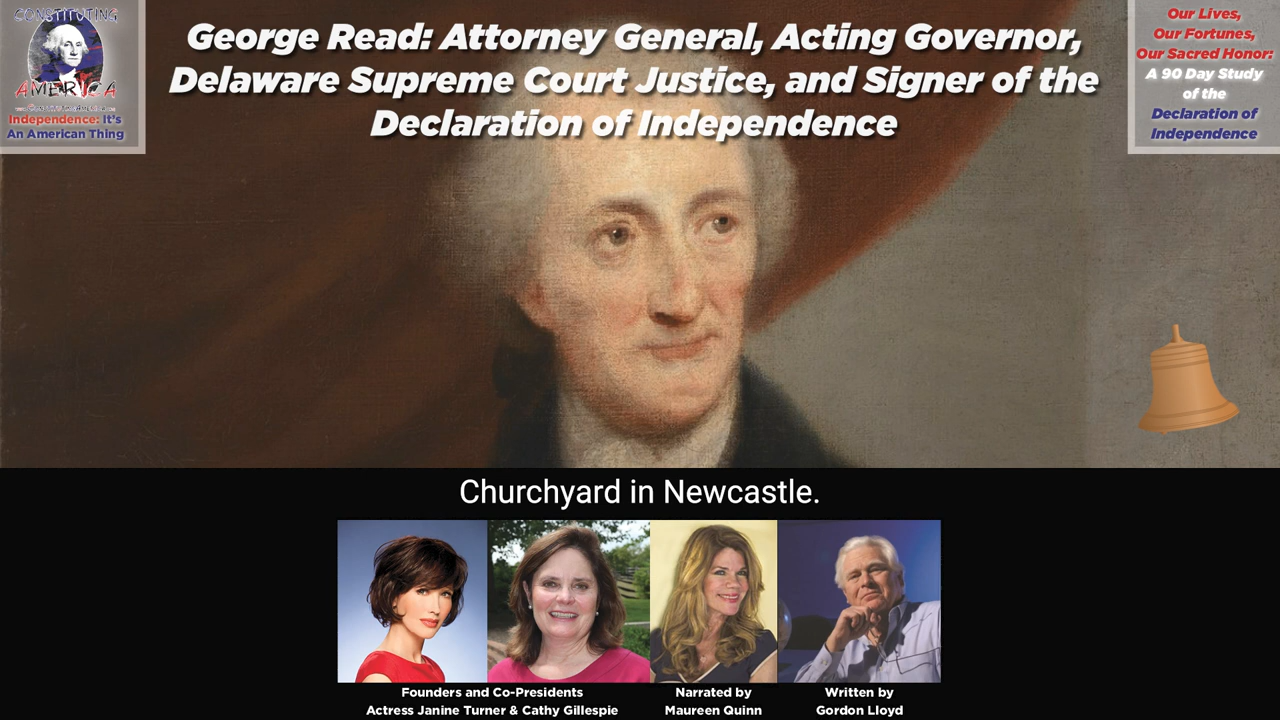 CONSTITUTING
AMERICA
Independence: It's
An American Thing
George Read: Attorney General, Acting Governor,
Delaware Supreme Court Justice, and Signer of the
Declaration of Independence
Our Lives,
Our Fortunes,
Our Sacred Honor:
A 90 Day Study
of the
Declaration of
Independence
Churchyard in Newcastle.
Founders and Co-Presidents
Actress Janine Turner & Cathy Gillespie
Narrated by
Maureen Quinn
Written by
Gordon Lloyd